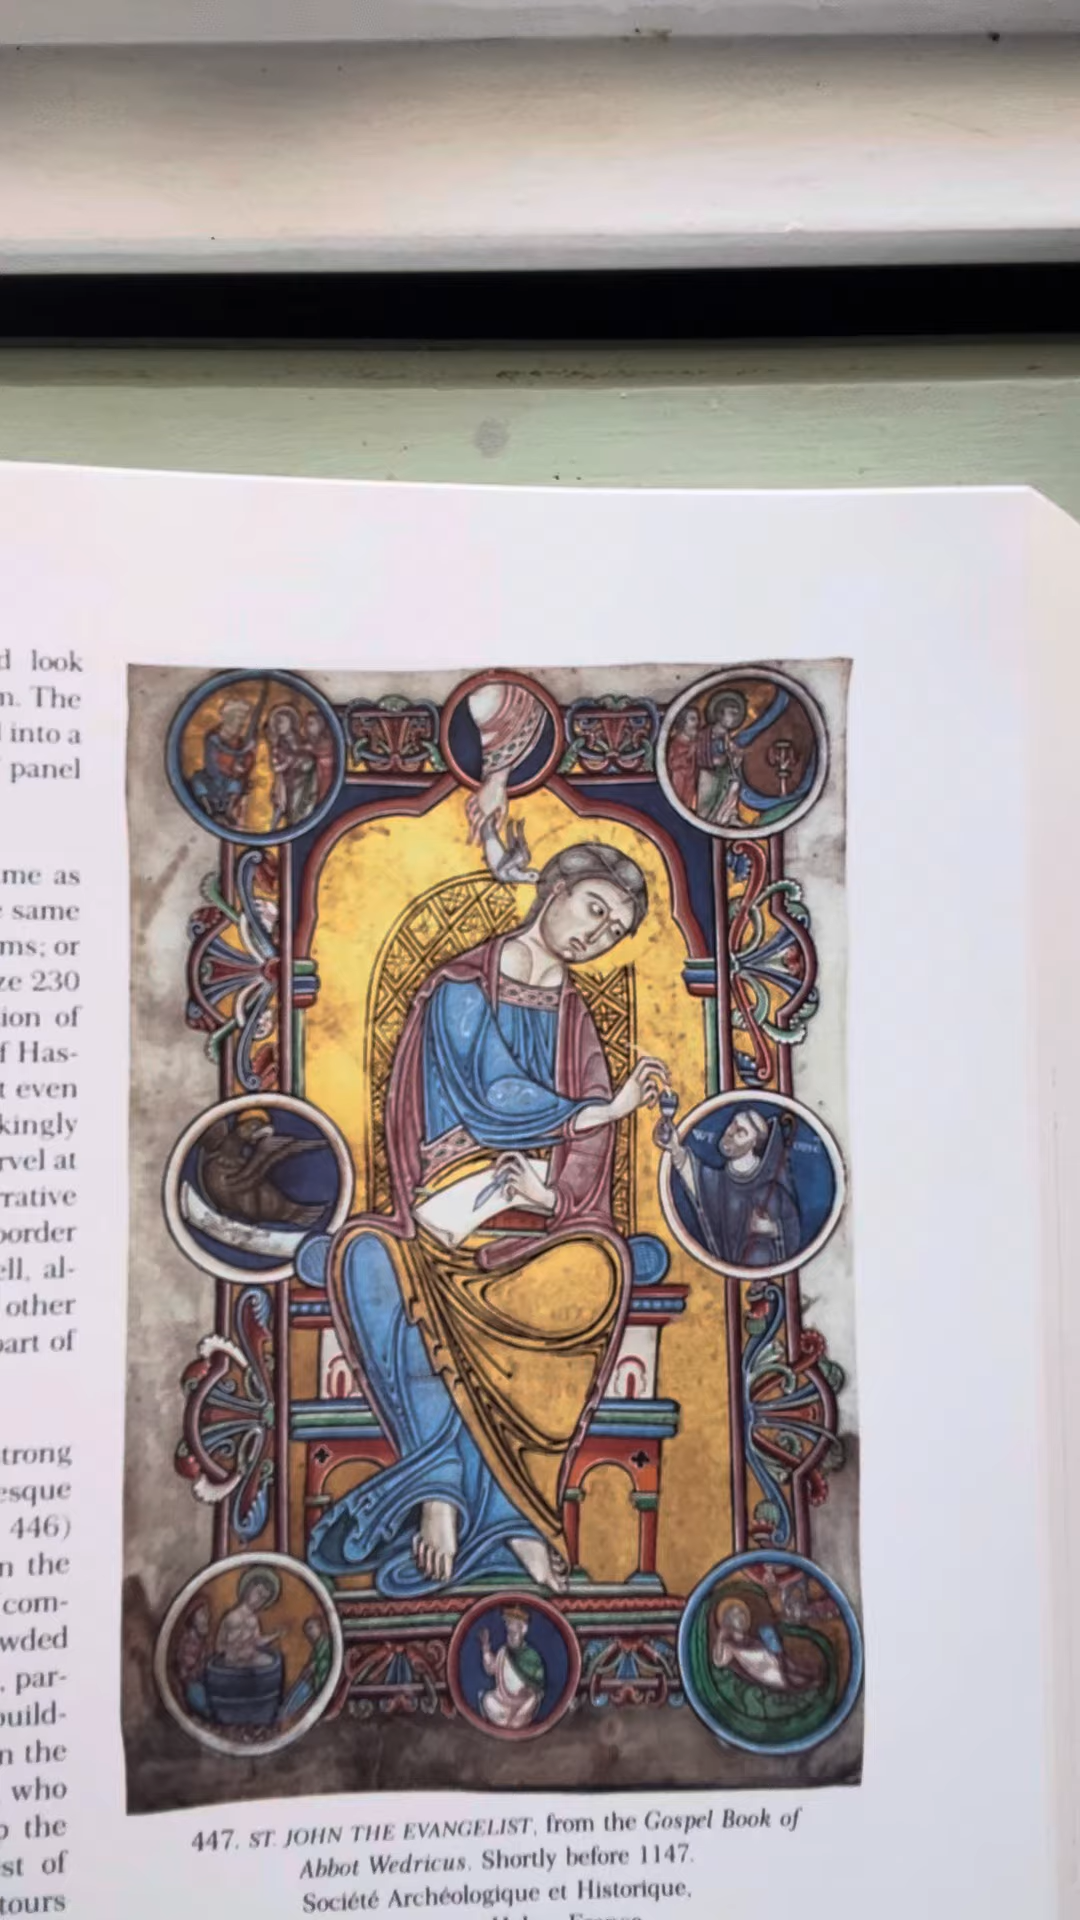 d look
n. The
into a
panel
me as
same
ms; or
ze 230
ion of
f Has-
t even
kingly
rvel at
rrative
border
ell, al-
other
part of
trong
esque
446)
n the
com-
wded
, par-
build-
n the
who
o the
st of
tours
447. ST. JOHN THE EVANGELIST, from the Gospel Book of
Abbot Wedricus. Shortly before 1147.
Société Archéologique et Historique,